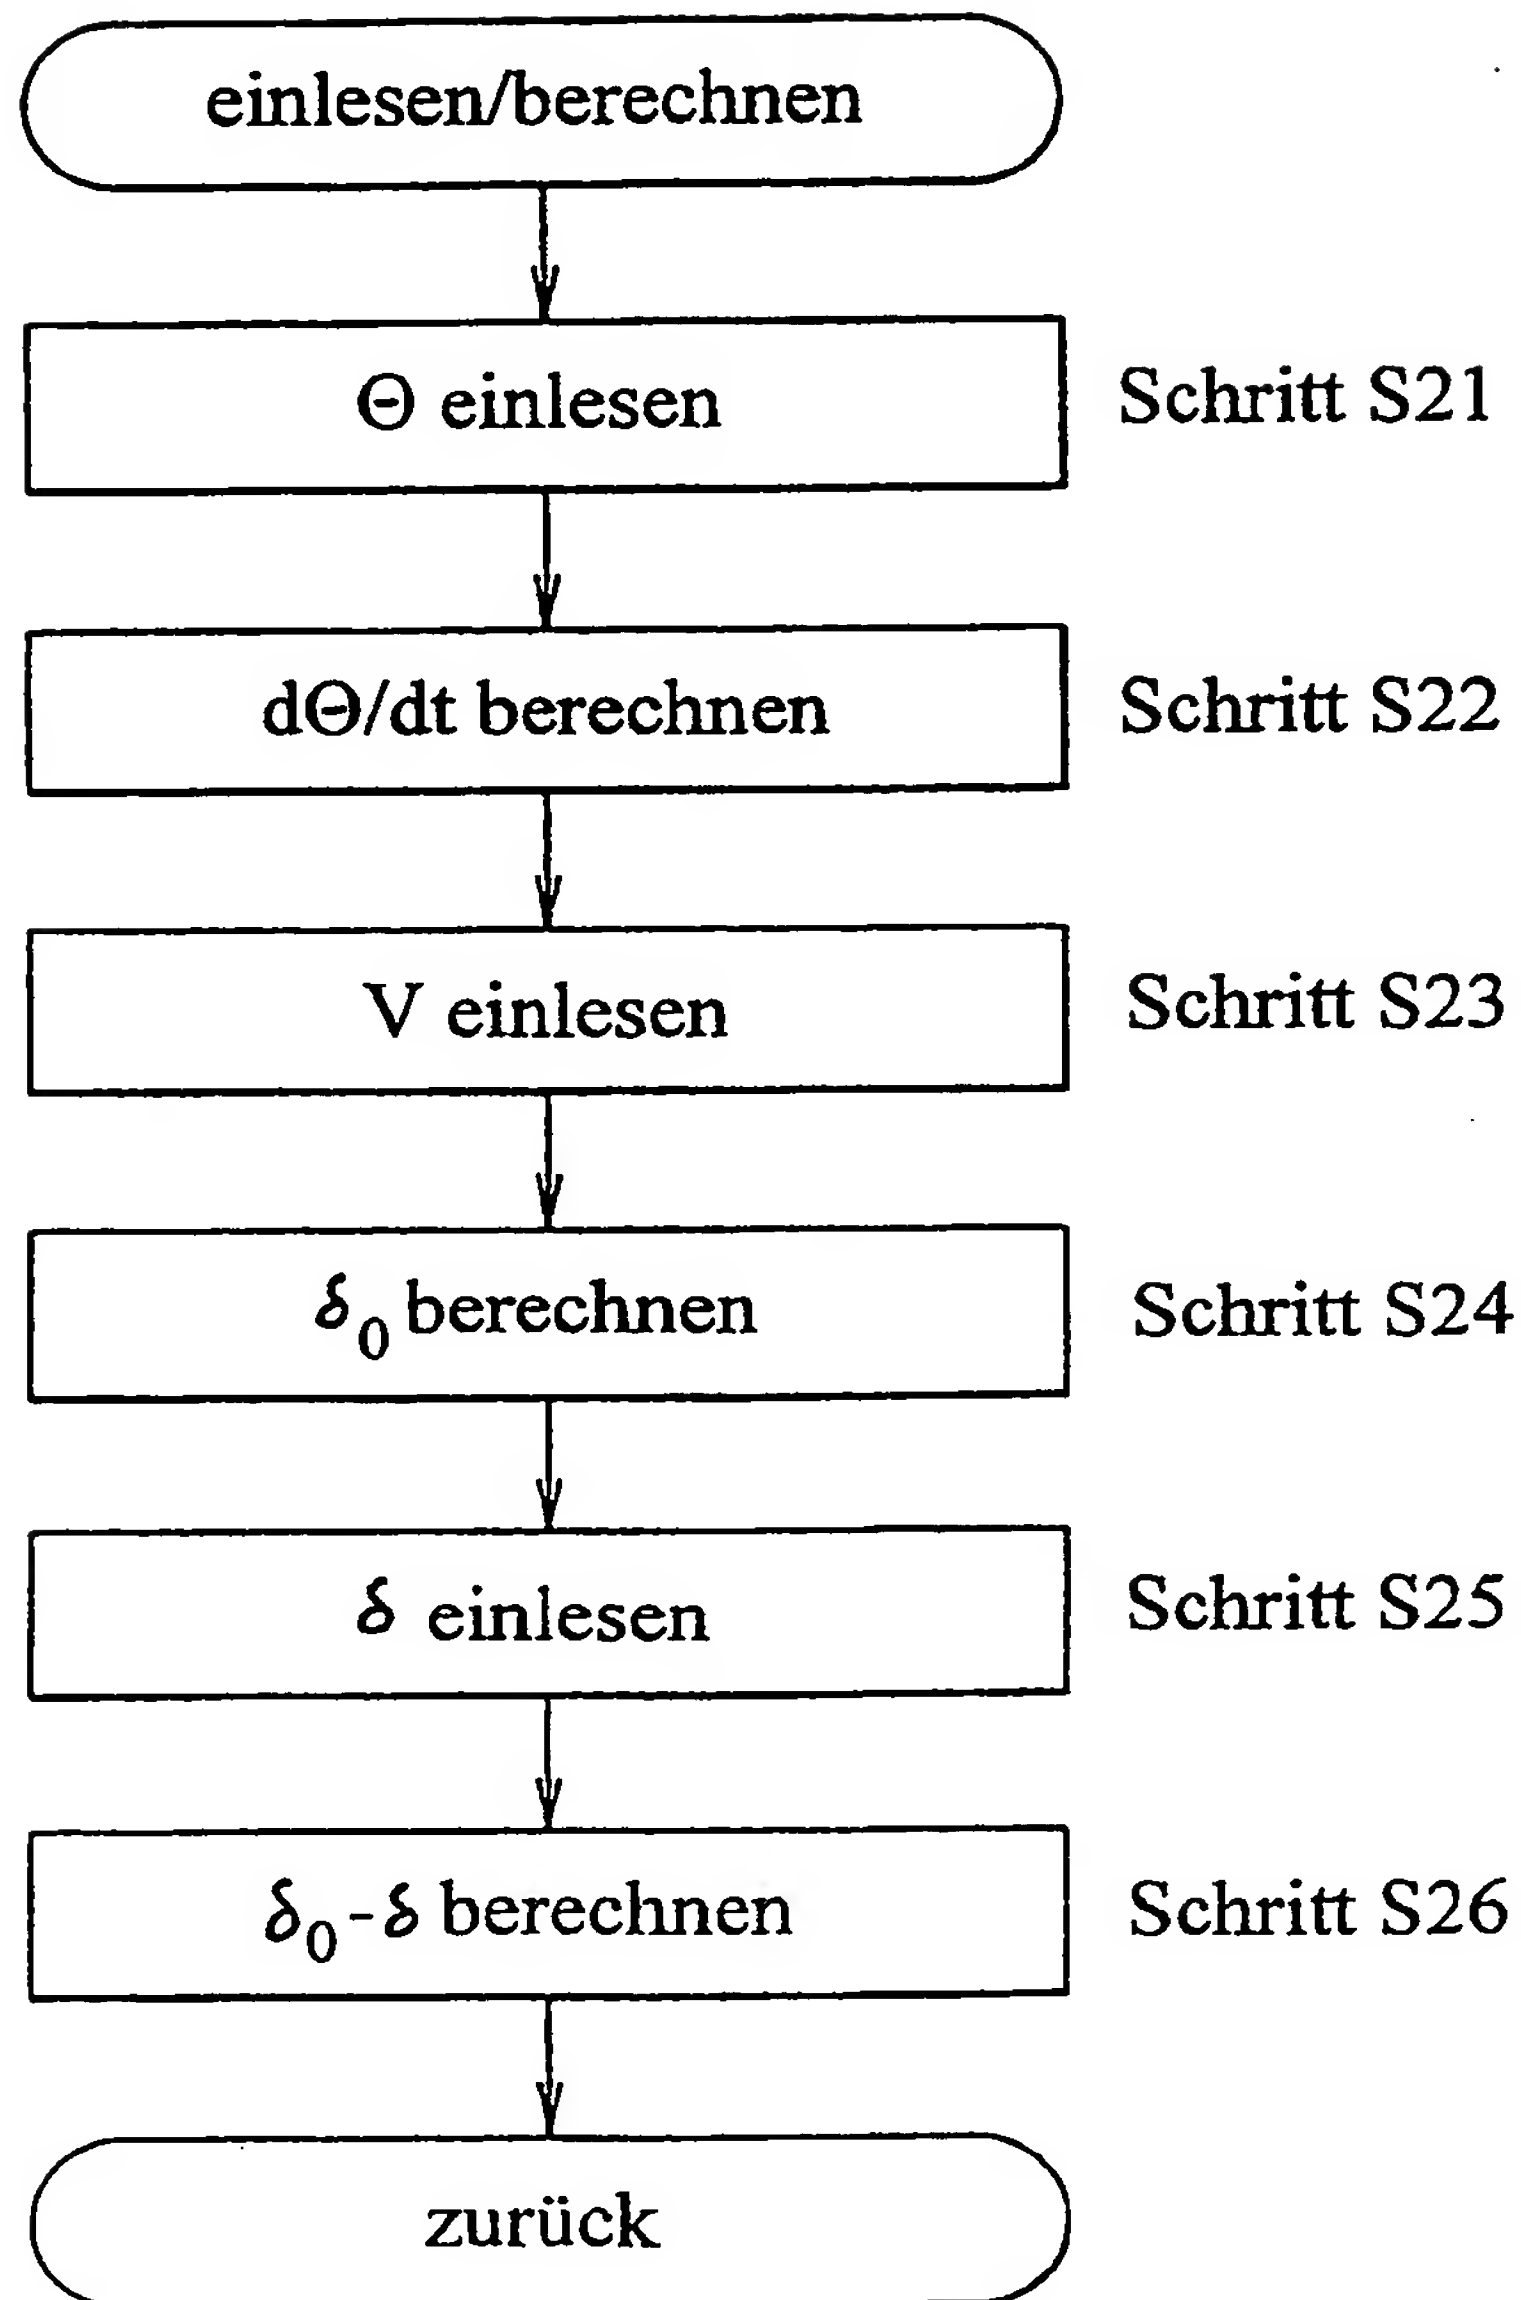 einlesen/berechnen
Θ einlesen Schritt S21
dΘ/dt berechnen Schritt S22
V einlesen Schritt S23
δ₀ berechnen Schritt S24
δ einlesen Schritt S25
δ₀-δ berechnen Schritt S26
zurück